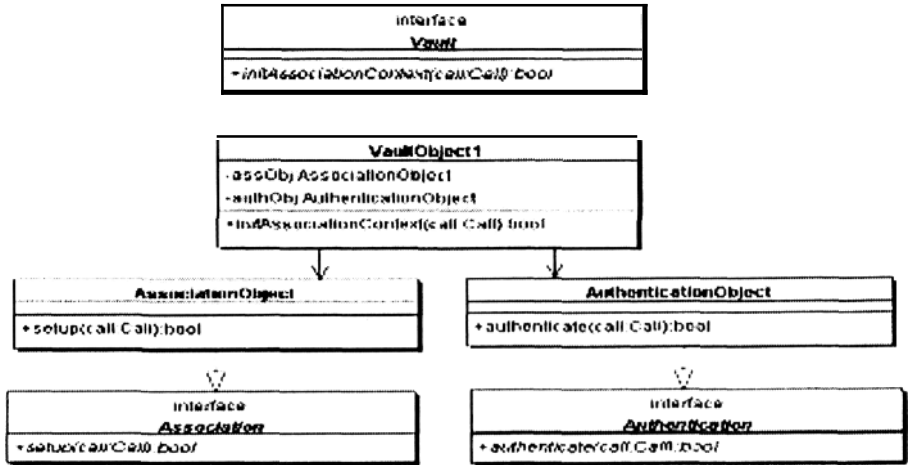 interface
Vault
+initAssociationContext(call:Call):bool
VaultObject1
-assObj:AssociationObject
-authObj:AuthenticationObject
+initAssociationContext(call:Call):bool
AssociationObject
+setup(call:Call):bool
AuthenticationObject
+authenticate(call:Call):bool
interface
Association
+setup(call:Call):bool
interface
Authentication
+authenticate(call:Call):bool